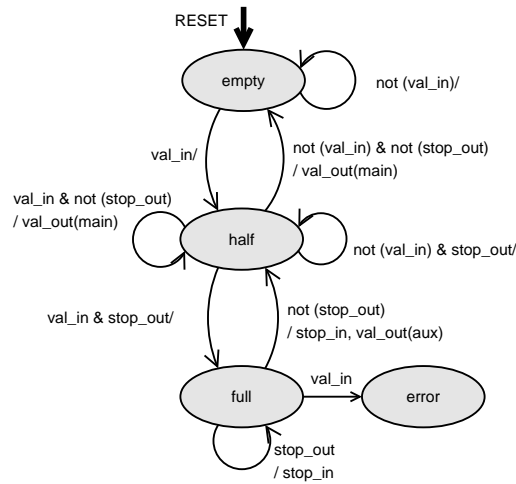 RESET
empty
not (val_in)/
val_in/
not (val_in) & not (stop_out)
/ val_out(main)
val_in & not (stop_out)
/ val_out(main)
half
not (val_in) & stop_out/
val_in & stop_out/
not (stop_out)
/ stop_in, val_out(aux)
full
val_in
error
stop_out
/ stop_in